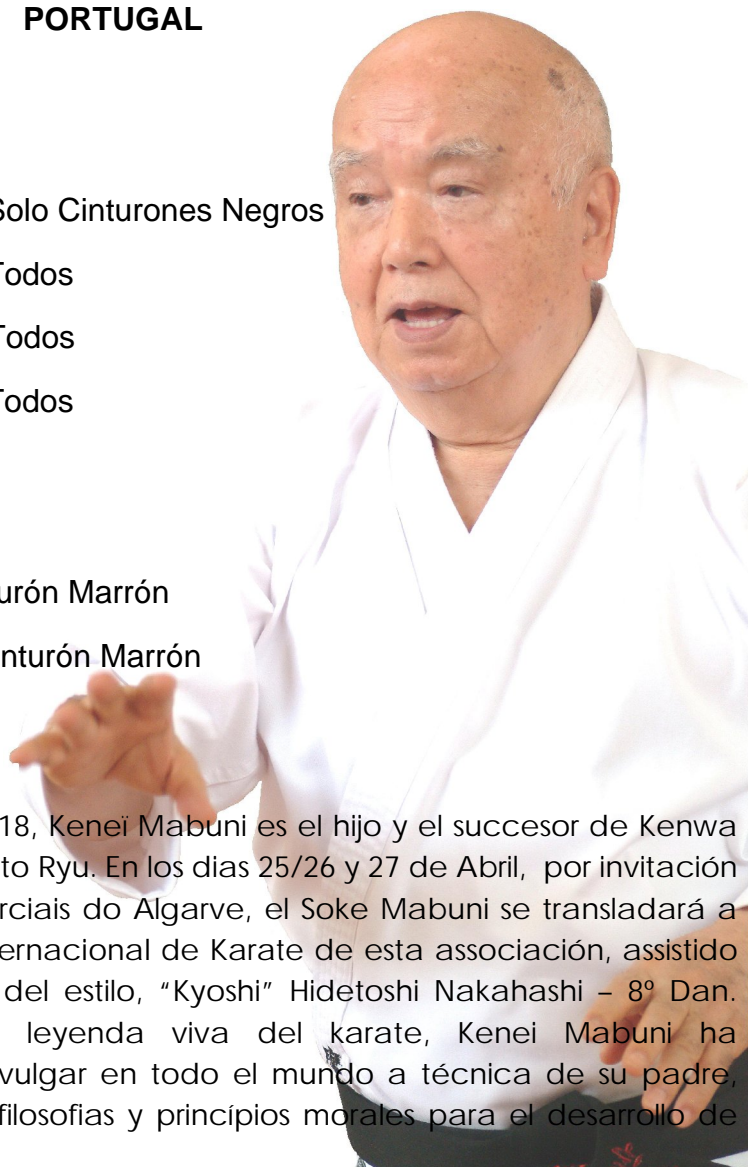 PORTUGAL
Solo Cinturones Negros
Todos
Todos
Todos
urón Marrón
nturón Marrón
18, Keneï Mabuni es el hijo y el succesor de Kenwa
to Ryu. En los dias 25/26 y 27 de Abril, por invitación
rciais do Algarve, el Soke Mabuni se transladará a
ernacional de Karate de esta associación, assistido
del estilo, “Kyoshi” Hidetoshi Nakahashi – 8º Dan.
leyenda viva del karate, Kenei Mabuni ha
vulgar en todo el mundo a técnica de su padre,
filosofias y princípios morales para el desarrollo de